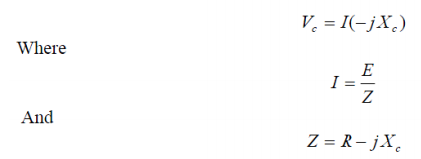 V_c = I(-jX_c)
Where
I = E/Z
And
Z = R - jX_c